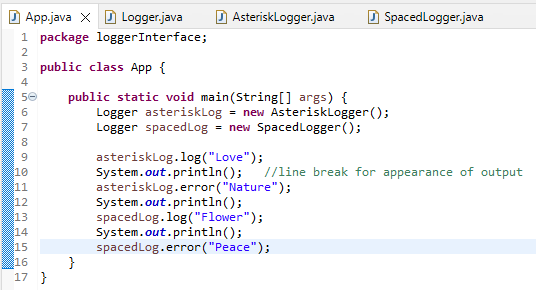 App.java Logger.java AsteriskLogger.java SpacedLogger.java
1 package loggerInterface;
2
3 public class App {
4
5 public static void main(String[] args) {
6 Logger asteriskLog = new AsteriskLogger();
7 Logger spacedLog = new SpacedLogger();
8
9 asteriskLog.log("Love");
10 System.out.println(); //line break for appearance of output
11 asteriskLog.error("Nature");
12 System.out.println();
13 spacedLog.log("Flower");
14 System.out.println();
15 spacedLog.error("Peace");
16 }
17 }